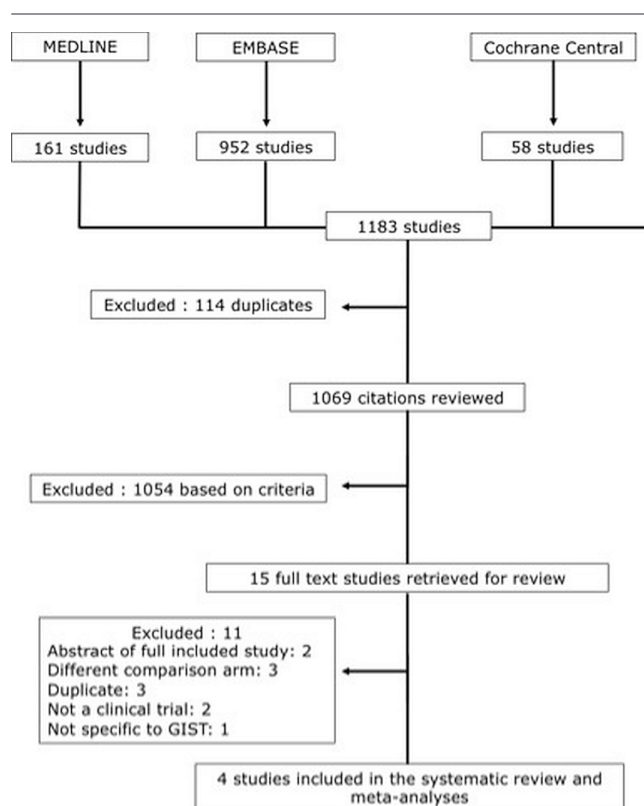 MEDLINE
EMBASE
Cochrane Central
161 studies
952 studies
58 studies
1183 studies
Excluded : 114 duplicates
1069 citations reviewed
Excluded : 1054 based on criteria
15 full text studies retrieved for review
Excluded : 11
Abstract of full included study: 2
Different comparison arm: 3
Duplicate: 3
Not a clinical trial: 2
Not specific to GIST: 1
4 studies included in the systematic review and
meta-analyses